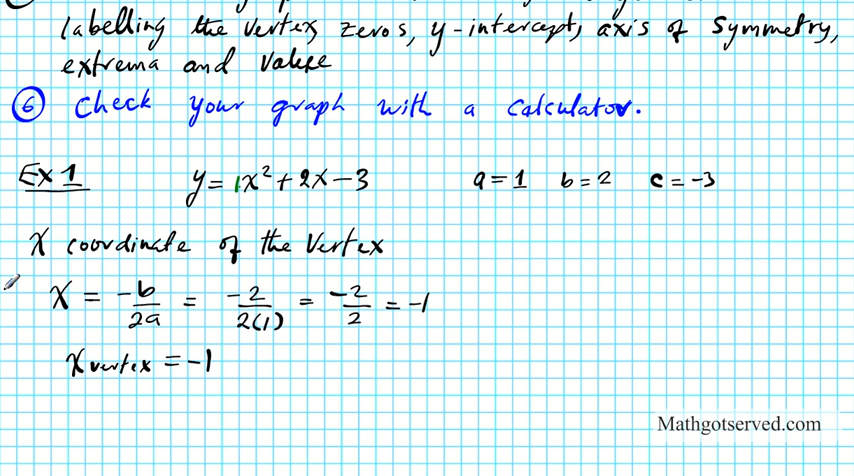 labelling the vertex, zeros, y-intercept, axis of symmetry,
extrema and value
⑥ Check your graph with a calculator.
Ex 1 y = 1x² + 2x - 3 a = 1 b = 2 c = -3
X coordinate of the Vertex
X = -b/2a = -2/2(1) = -2/2 = -1
X vertex = -1
Mathgotserved.com